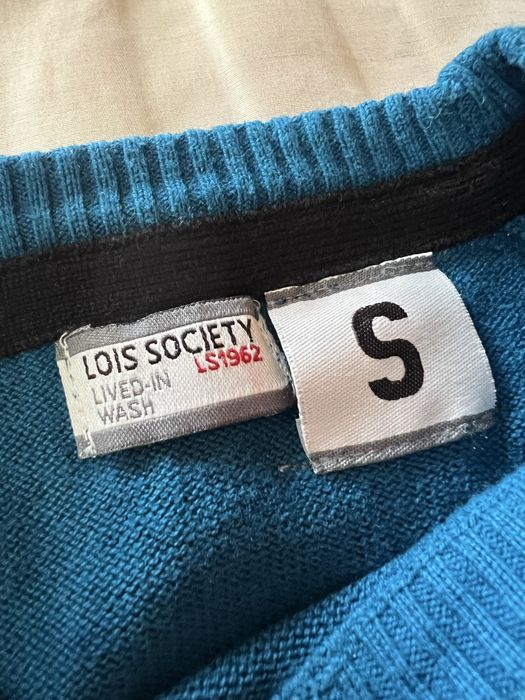 LOIS SOCIETY
LS1962
LIVED-IN
WASH
S